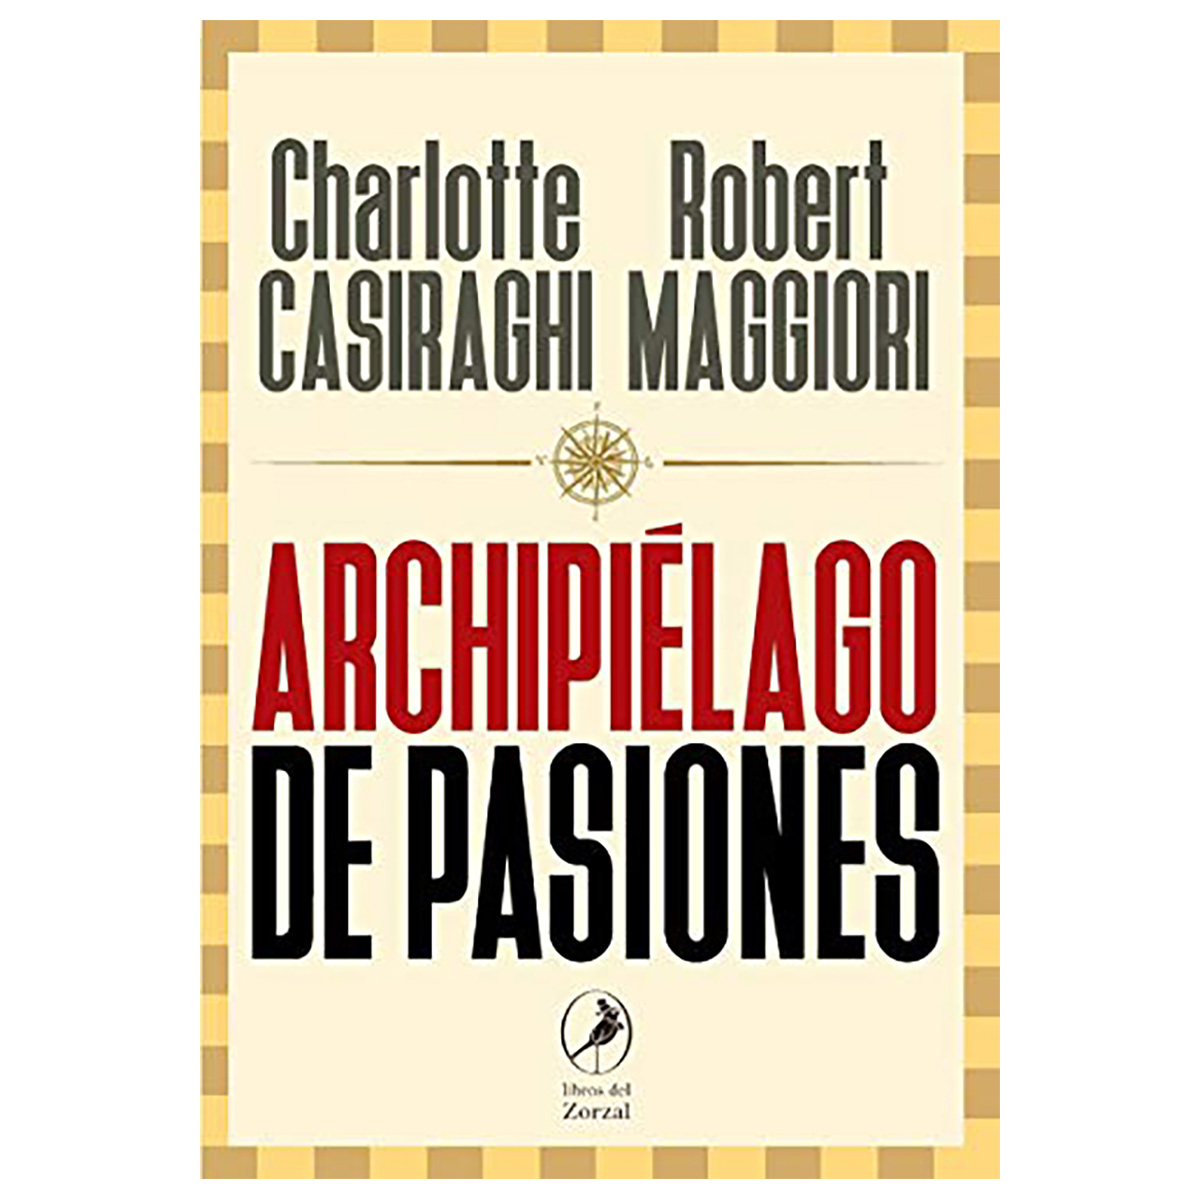 Charlotte Robert
CASIRAGHI MAGGIORI
ARCHIPIÉLAGO
DE PASIONES
libros del
Zorzal